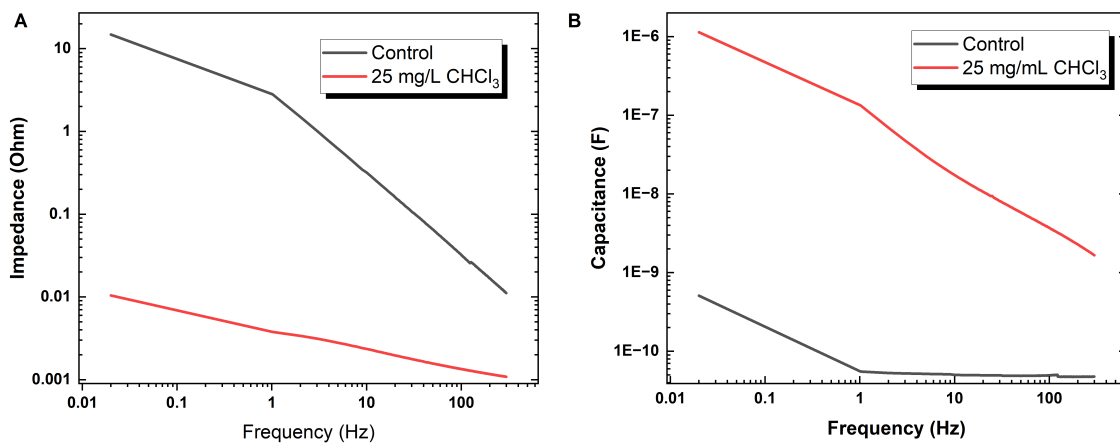 A
Impedance (Ohm)
10
1
0.1
0.01
0.001
Control
25 mg/L CHCl₃
0.01
0.1
1
10
100
Frequency (Hz)
B
Capacitance (F)
1E−6
1E−7
1E−8
1E−9
1E−10
Control
25 mg/mL CHCl₃
0.01
0.1
1
10
100
Frequency (Hz)